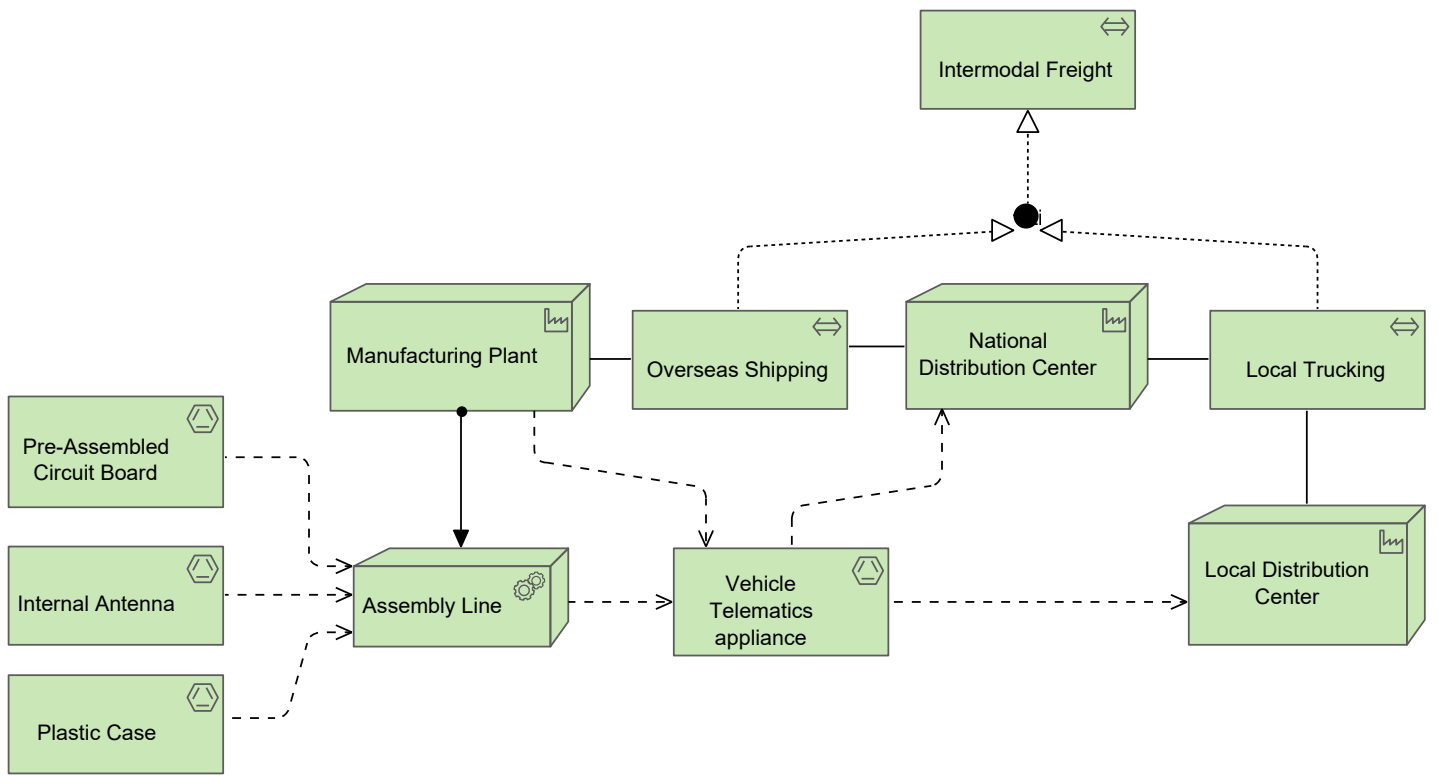 Intermodal Freight
Manufacturing Plant
Overseas Shipping
National
Distribution Center
Local Trucking
Pre-Assembled
Circuit Board
Internal Antenna
Assembly Line
Vehicle
Telematics
appliance
Local Distribution
Center
Plastic Case